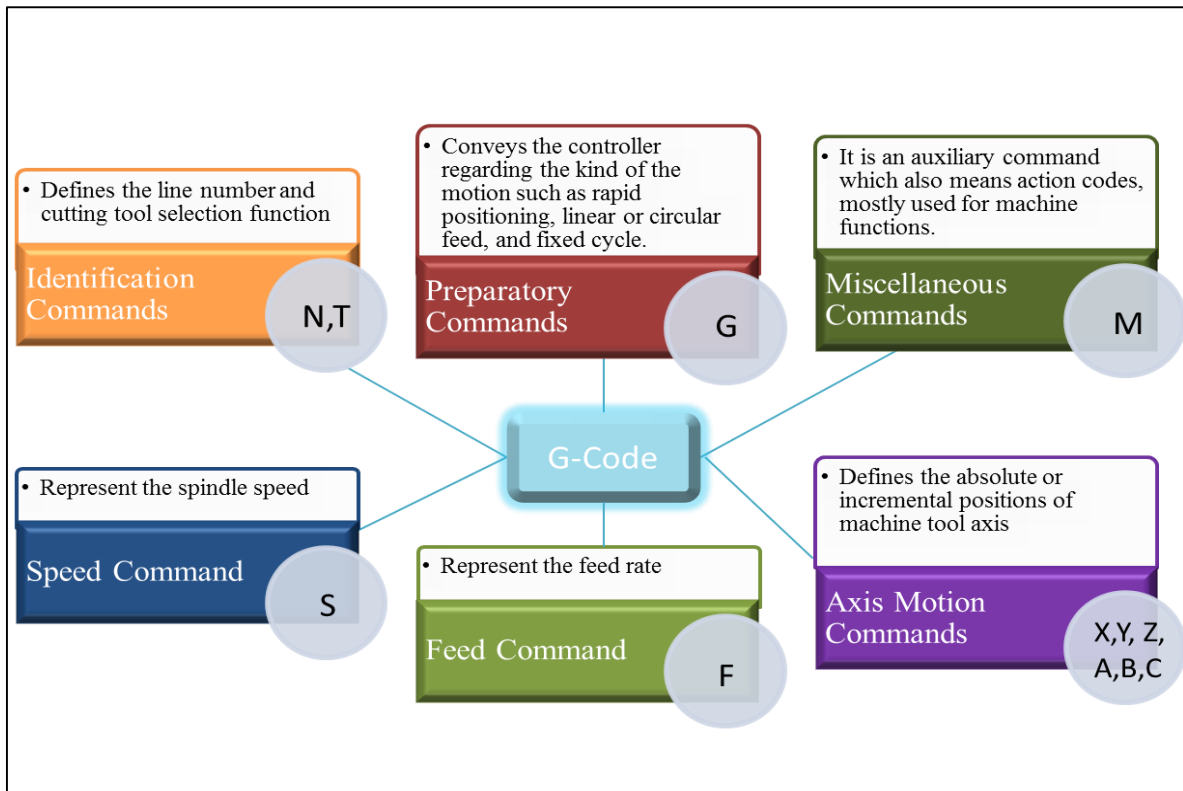 • Defines the line number and
cutting tool selection function
Identification
Commands
N,T
• Conveys the controller
regarding the kind of the
motion such as rapid
positioning, linear or circular
feed, and fixed cycle.
Preparatory
Commands
G
• It is an auxiliary command
which also means action codes,
mostly used for machine
functions.
Miscellaneous
Commands
M
G-Code
• Represent the spindle speed
Speed Command
S
• Represent the feed rate
Feed Command
F
• Defines the absolute or
incremental positions of
machine tool axis
Axis Motion
Commands
X,Y, Z,
A,B,C